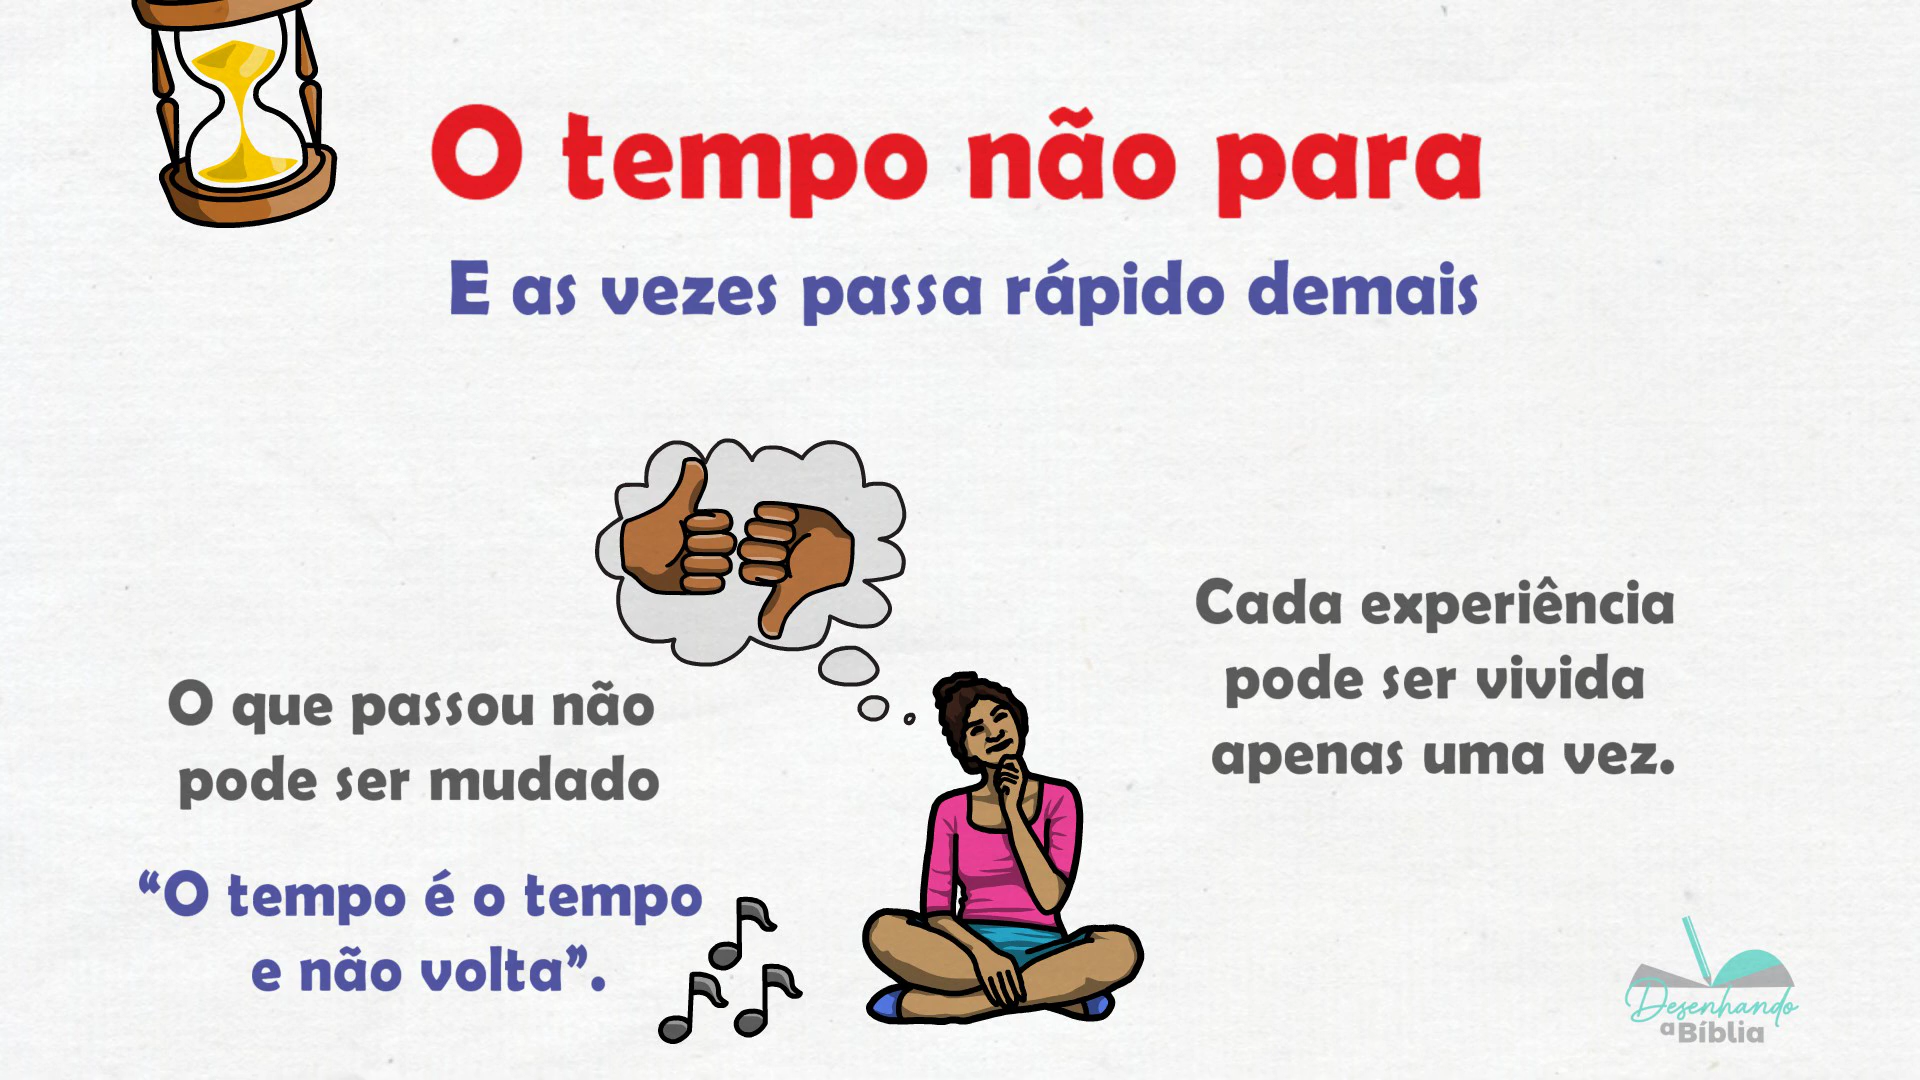 O tempo não para
E as vezes passa rápido demais
O que passou não
pode ser mudado
“O tempo é o tempo
e não volta”.
Cada experiência
pode ser vivida
apenas uma vez.
Desenhando
a Bíblia